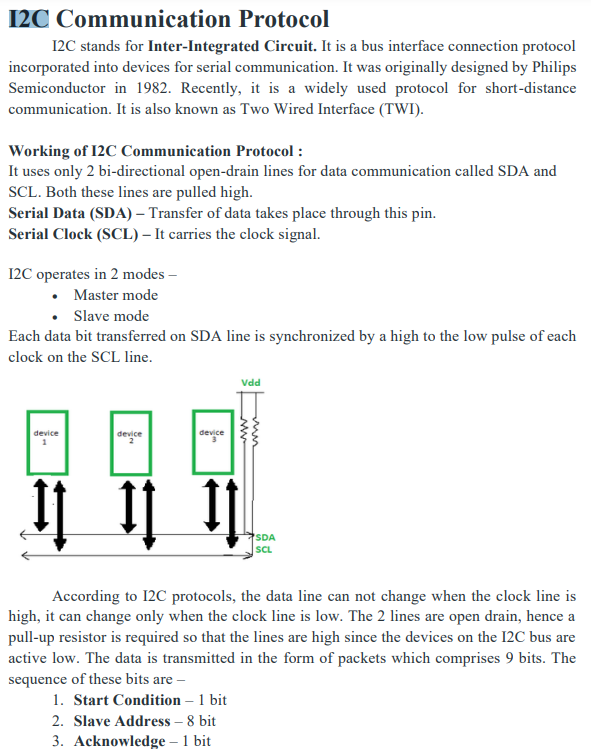 I2C Communication Protocol
I2C stands for Inter-Integrated Circuit. It is a bus interface connection protocol
incorporated into devices for serial communication. It was originally designed by Philips
Semiconductor in 1982. Recently, it is a widely used protocol for short-distance
communication. It is also known as Two Wired Interface (TWI).
Working of I2C Communication Protocol :
It uses only 2 bi-directional open-drain lines for data communication called SDA and
SCL. Both these lines are pulled high.
Serial Data (SDA) – Transfer of data takes place through this pin.
Serial Clock (SCL) – It carries the clock signal.
I2C operates in 2 modes –
• Master mode
• Slave mode
Each data bit transferred on SDA line is synchronized by a high to the low pulse of each
clock on the SCL line.
Vdd
device
1
device
2
device
3
SDA
SCL
According to I2C protocols, the data line can not change when the clock line is
high, it can change only when the clock line is low. The 2 lines are open drain, hence a
pull-up resistor is required so that the lines are high since the devices on the I2C bus are
active low. The data is transmitted in the form of packets which comprises 9 bits. The
sequence of these bits are –
1. Start Condition – 1 bit
2. Slave Address – 8 bit
3. Acknowledge – 1 bit